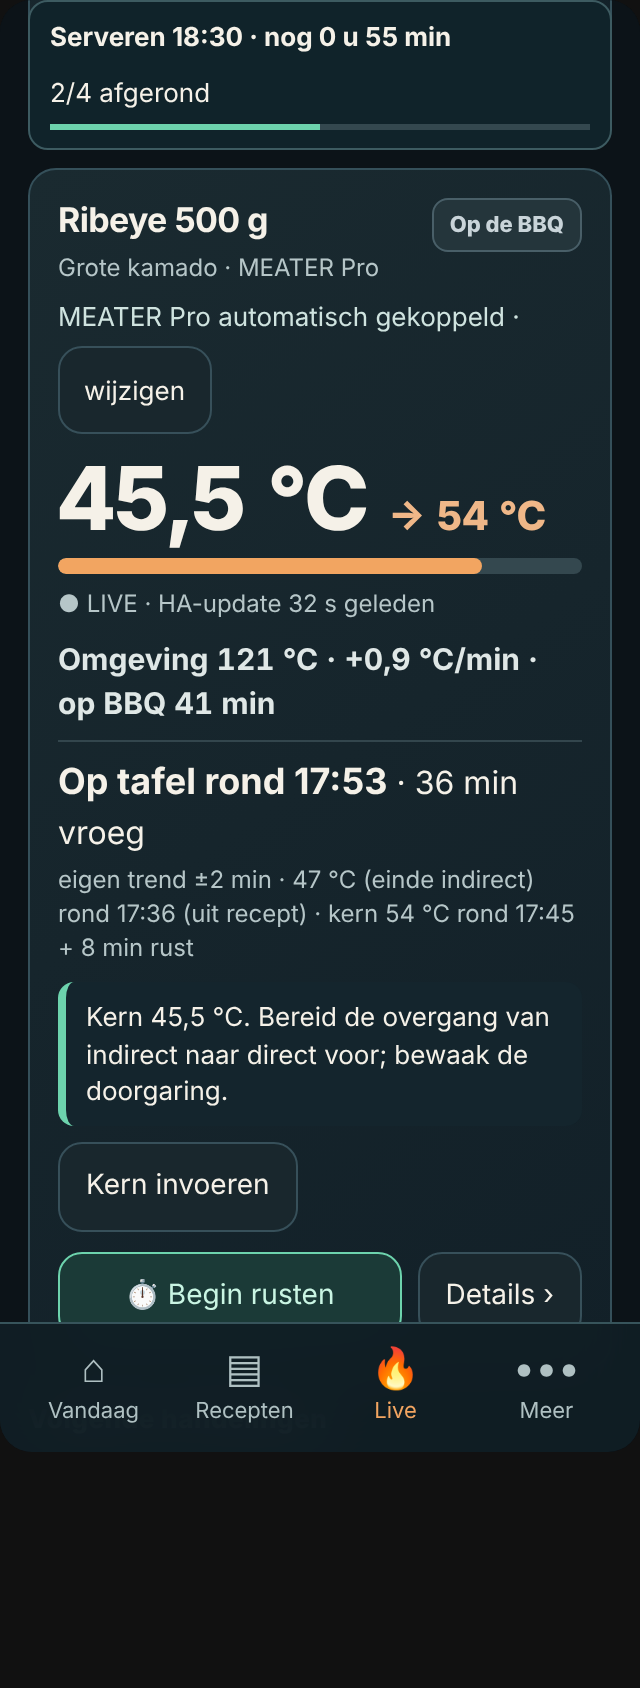 Serveren 18:30 · nog 0 u 55 min
2/4 afgerond
Ribeye 500 g
Op de BBQ
Grote kamado · MEATER Pro
MEATER Pro automatisch gekoppeld ·
wijzigen
45,5 °C → 54 °C
LIVE · HA-update 32 s geleden
Omgeving 121 °C · +0,9 °C/min ·
op BBQ 41 min
Op tafel rond 17:53 · 36 min
vroeg
eigen trend ±2 min · 47 °C (einde indirect)
rond 17:36 (uit recept) · kern 54 °C rond 17:45
+ 8 min rust
Kern 45,5 °C. Bereid de overgang van
indirect naar direct voor; bewaak de
doorgaring.
Kern invoeren
⏱️ Begin rusten
Details ›
Vandaag
Recepten
Live
Meer